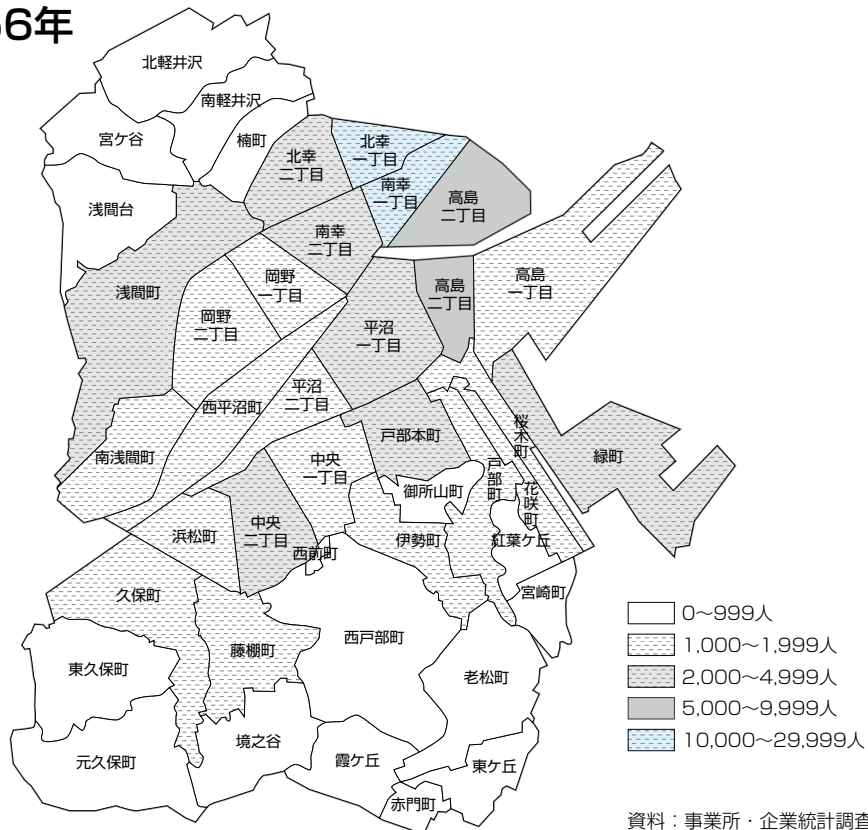 6年
北軽井沢
南軽井沢
宮ケ谷
楠町
北幸
二丁目
北幸
一丁目
南幸
一丁目
高島
二丁目
浅間台
南幸
二丁目
浅間町
岡野
一丁目
岡野
二丁目
高島
二丁目
高島
一丁目
平沼
一丁目
西平沼町
平沼
二丁目
桜木町
緑町
南浅間町
戸部本町
中央
一丁目
御所山町
戸部町
花咲町
浜松町
中央
二丁目
西前町
伊勢町
紅葉ケ丘
宮崎町
久保町
藤棚町
西戸部町
東久保町
老松町
元久保町
境之谷
霞ケ丘
東ケ丘
赤門町
0〜999人
1,000〜1,999人
2,000〜4,999人
5,000〜9,999人
10,000〜29,999人
資料:事業所・企業統計調査